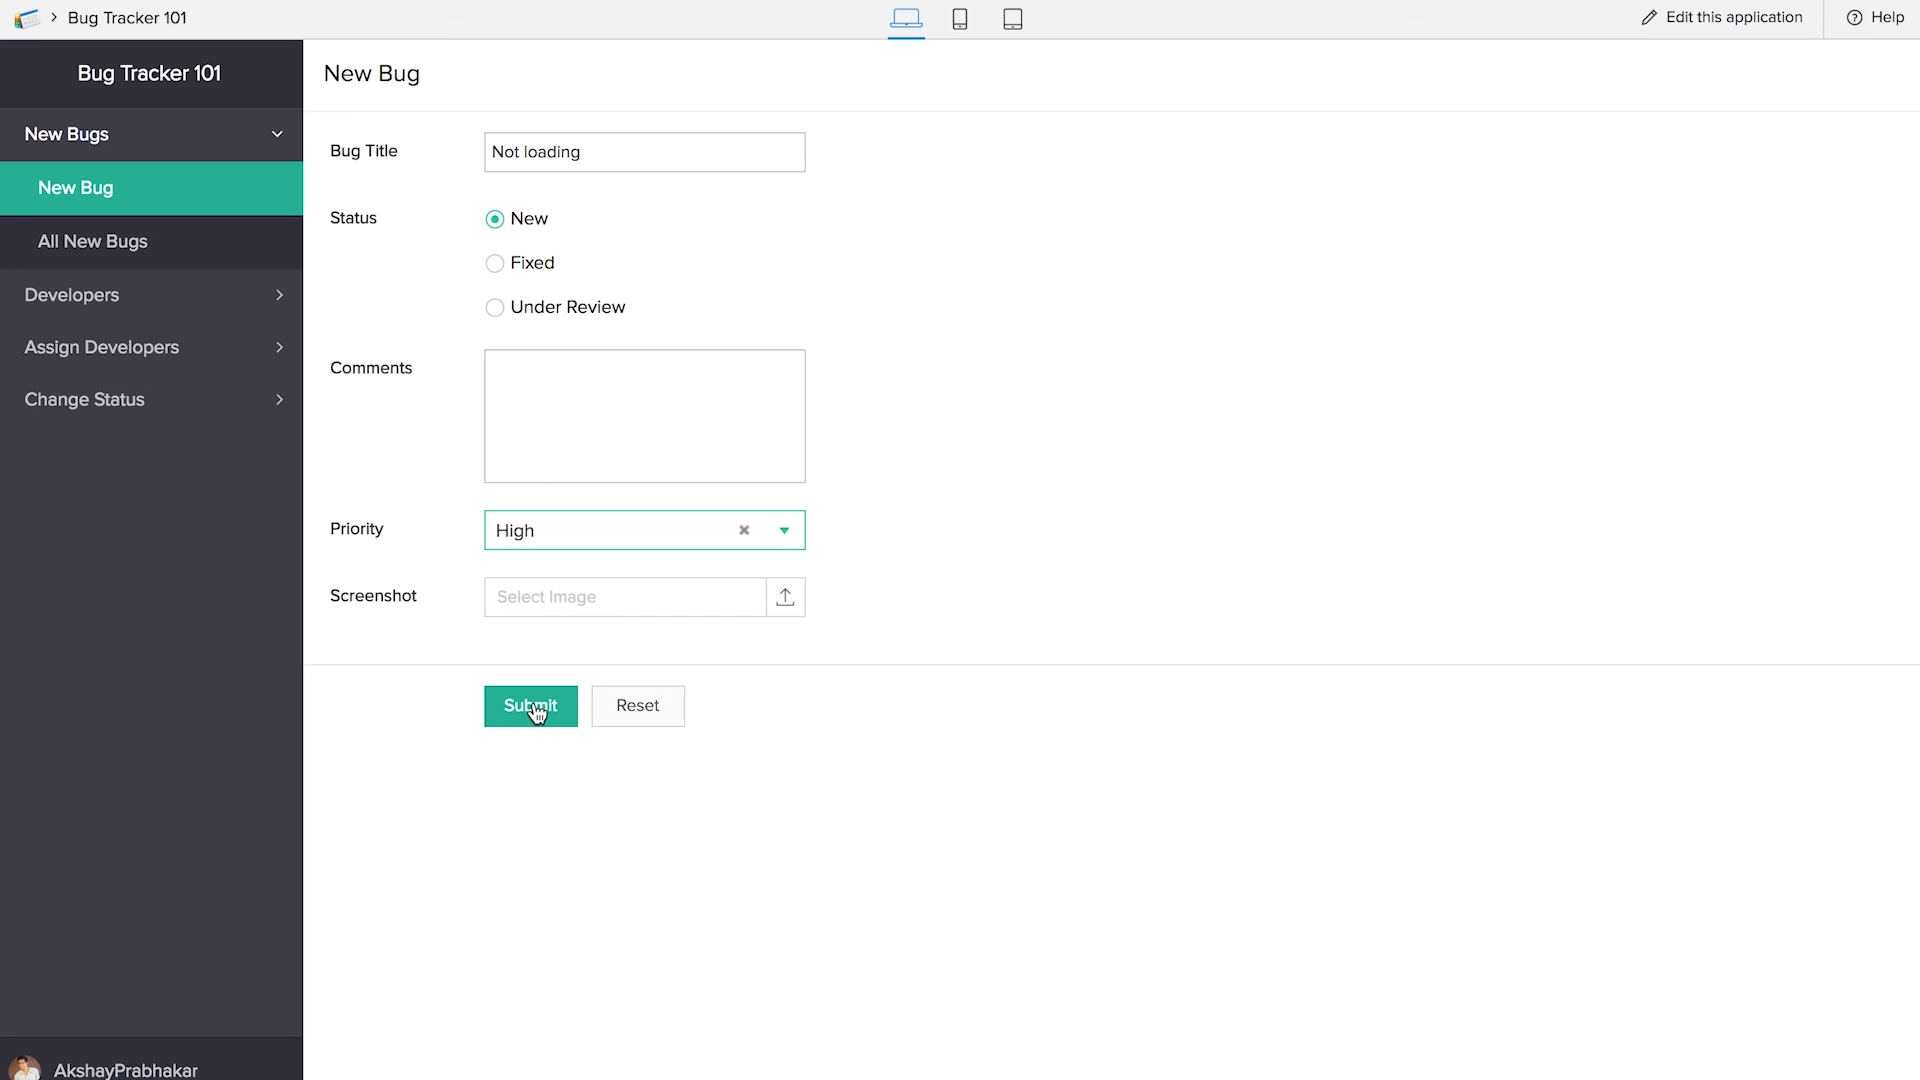 Bug Tracker 101
Edit this application
Help
Bug Tracker 101
New Bugs
New Bug
All New Bugs
Developers
Assign Developers
Change Status
AkshayPrabhakar
New Bug
Bug Title
Not loading
Status
New
Fixed
Under Review
Comments
Priority
High
Screenshot
Select Image
Submit
Reset